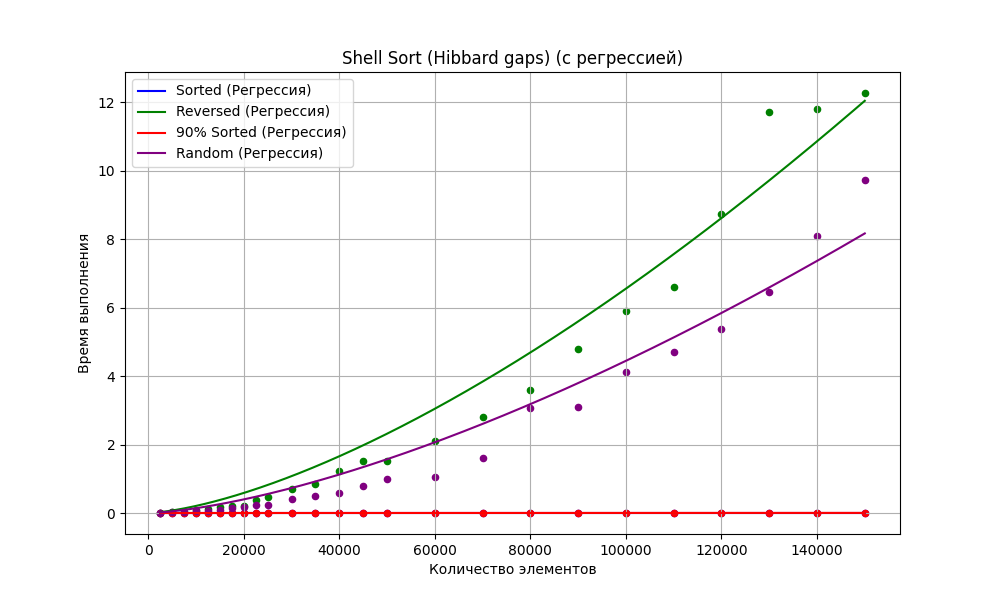 Shell Sort (Hibbard gaps) (с регрессией)
Sorted (Регрессия)
Reversed (Регрессия)
90% Sorted (Регрессия)
Random (Регрессия)
Время выполнения
12
10
8
6
4
2
0
0 20000 40000 60000 80000 100000 120000 140000
Количество элементов